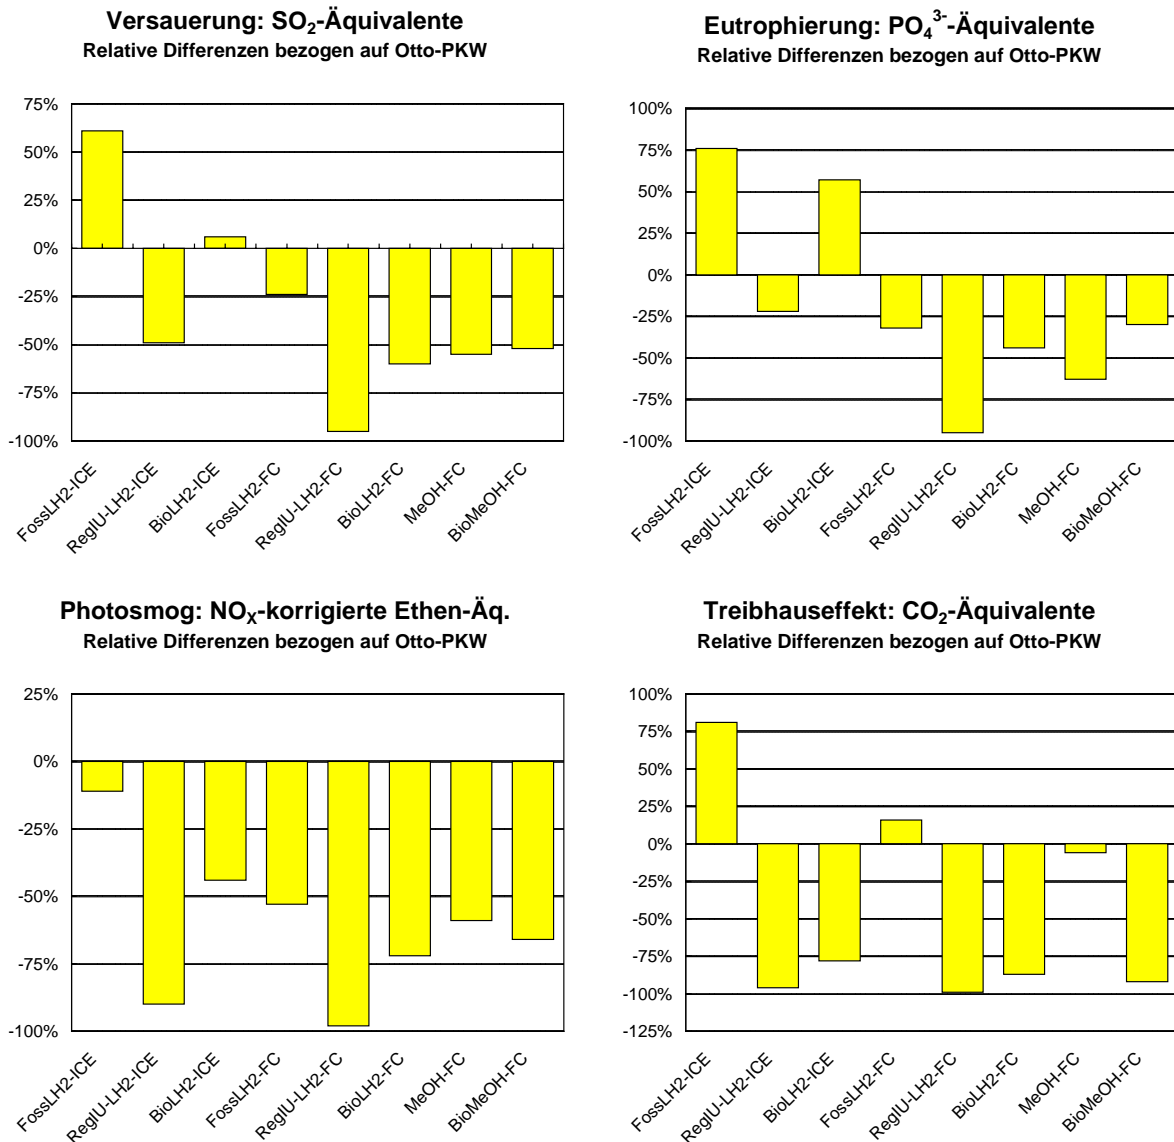 Versauerung: SO2-Äquivalente
Relative Differenzen bezogen auf Otto-PKW
75%
50%
25%
0%
-25%
-50%
-75%
-100%
FossLH2-ICE
RegIU-LH2-ICE
BioLH2-ICE
FossLH2-FC
RegIU-LH2-FC
BioLH2-FC
MeOH-FC
BioMeOH-FC
Eutrophierung: PO4³⁻-Äquivalente
Relative Differenzen bezogen auf Otto-PKW
100%
75%
50%
25%
0%
-25%
-50%
-75%
-100%
FossLH2-ICE
RegIU-LH2-ICE
BioLH2-ICE
FossLH2-FC
RegIU-LH2-FC
BioLH2-FC
MeOH-FC
BioMeOH-FC
Photosmog: NOX-korrigierte Ethen-Äq.
Relative Differenzen bezogen auf Otto-PKW
25%
0%
-25%
-50%
-75%
-100%
FossLH2-ICE
RegIU-LH2-ICE
BioLH2-ICE
FossLH2-FC
RegIU-LH2-FC
BioLH2-FC
MeOH-FC
BioMeOH-FC
Treibhauseffekt: CO2-Äquivalente
Relative Differenzen bezogen auf Otto-PKW
100%
75%
50%
25%
0%
-25%
-50%
-75%
-100%
-125%
FossLH2-ICE
RegIU-LH2-ICE
BioLH2-ICE
FossLH2-FC
RegIU-LH2-FC
BioLH2-FC
MeOH-FC
BioMeOH-FC